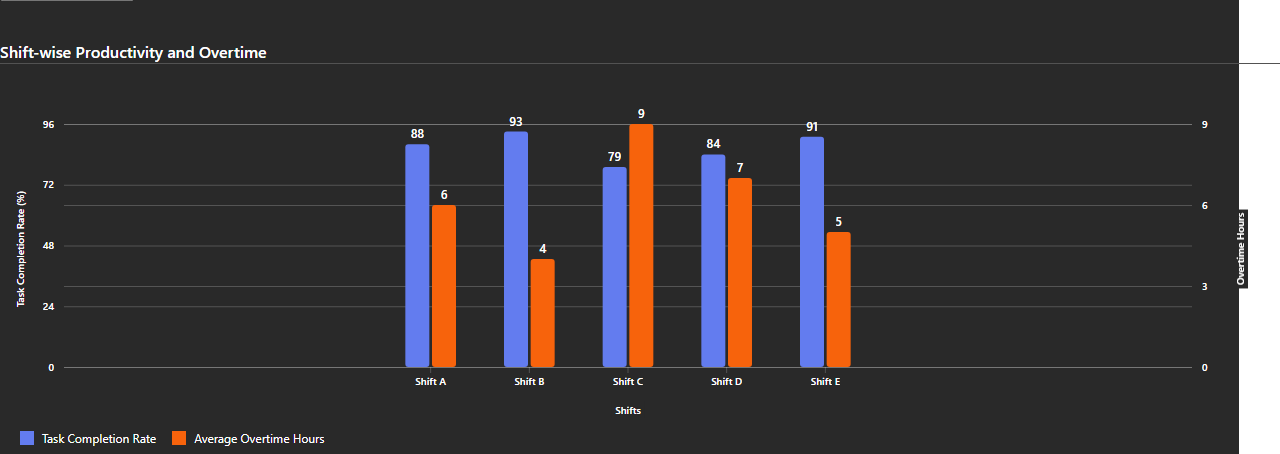 Shift-wise Productivity and Overtime
9
96 88 93 79 84 91 9
6 7
72
4 5 6
48
3
24
0 0
Task Completion Rate (%)
Overtime Hours
Shift A Shift B Shift C Shift D Shift E
Shifts
Task Completion Rate Average Overtime Hours